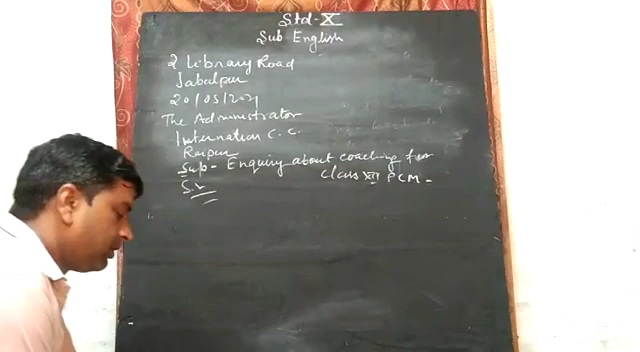 Std-X
Sub English
2 Library Road
Jabalpur
20/05/2021
The Administrator
Internation C.C.
Raipur
Sub- Enquiry about coaching for
class XII PCM-
Sir